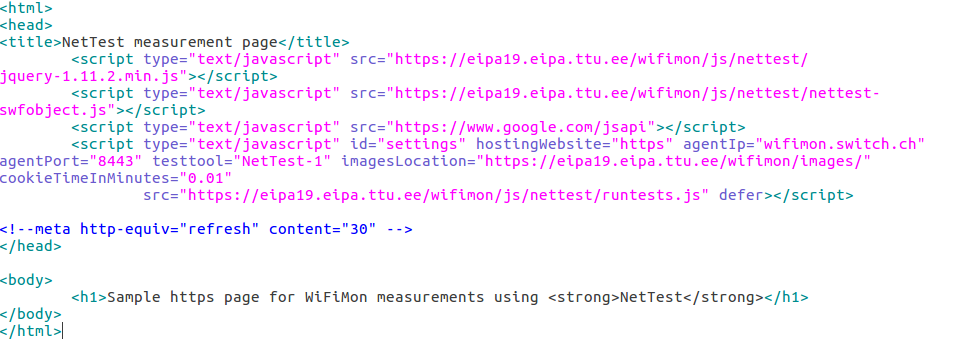 <html>
<head>
<title>NetTest measurement page</title>
<script type="text/javascript" src="https://eipa19.eipa.ttu.ee/wifimon/js/nettest/
jquery-1.11.2.min.js"></script>
<script type="text/javascript" src="https://eipa19.eipa.ttu.ee/wifimon/js/nettest/nettest-
swfobject.js"></script>
<script type="text/javascript" src="https://www.google.com/jsapi"></script>
<script type="text/javascript" id="settings" hostingWebsite="https" agentIp="wifimon.switch.ch"
agentPort="8443" testtool="NetTest-1" imagesLocation="https://eipa19.eipa.ttu.ee/wifimon/images/"
cookieTimeInMinutes="0.01"
src="https://eipa19.eipa.ttu.ee/wifimon/js/nettest/runtests.js" defer></script>
<!--meta http-equiv="refresh" content="30" -->
</head>
<body>
<h1>Sample https page for WiFiMon measurements using <strong>NetTest</strong></h1>
</body>
</html>